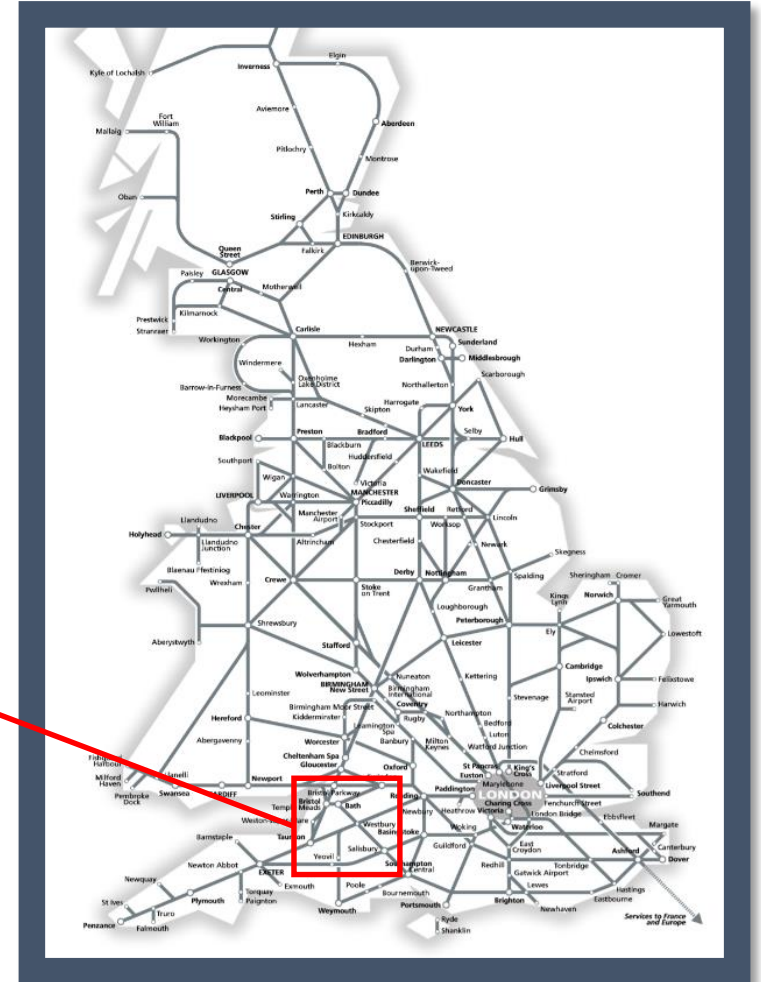 Elgin
Inverness
Kyle of Lochalsh
Aviemore
Fort
William
Aberdeen
Mallaig
Pitlochry
Montrose
Perth
Dundee
Oban
Stirling
Kirkcaldy
EDINBURGH
Queen
Street
Falkirk
Berwick-
upon-Tweed
Paisley
GLASGOW
Central
Motherwell
Prestwick
Kilmarnock
Stranraer
Carlisle
NEWCASTLE
Workington
Hexham
Sunderland
Durham
Darlington
Middlesbrough
Windermere
Scarborough
Oxenholme
Lake District
Barrow-in-Furness
Northallerton
Morecambe
Lancaster
Harrogate
Heysham Port
Skipton
York
Blackpool
Preston
Bradford
Selby
Blackburn
LEEDS
Hull
Huddersfield
Southport
Bolton
Wakefield
Wigan
Victoria
Doncaster
LIVERPOOL
Warrington
MANCHESTER
Piccadilly
Grimsby
Manchester
Airport
Sheffield
Retford
Llandudno
Chester
Stockport
Worksop
Lincoln
Holyhead
Llandudno
Junction
Altrincham
Chesterfield
Newark
Skegness
Blaenau Ffestiniog
Derby
Nottingham
Sheringham
Cromer
Pwllheli
Wrexham
Crewe
Stoke
on Trent
Grantham
Spalding
Kings
Lynn
Norwich
Great
Yarmouth
Loughborough
Shrewsbury
Peterborough
Ely
Lowestoft
Aberystwyth
Stafford
Leicester
Wolverhampton
Cambridge
BIRMINGHAM
New Street
Nuneaton
Kettering
Ipswich
Felixstowe
Leominster
Birmingham
International
Stevenage
Stansted
Airport
Harwich
Birmingham Moor Street
Coventry
Hereford
Kidderminster
Rugby
Northampton
Colchester
Leamington
Spa
Bedford
Abergavenny
Worcester
Banbury
Milton
Keynes
Luton
Chelmsford
Cheltenham Spa
Watford Junction
Gloucester
Oxford
St Pancras
King's
Cross
Stratford
Harbour
Llanelli
Newport
Euston
Milford
Haven
Marylebone
Liverpool Street
Pembroke
Dock
Swansea
CARDIFF
Bristol Parkway
Reading
Paddington
LONDON
Southend
Bristol
Temple Meads
Bath
Charing Cross
Fenchurch Street
Newbury
Heathrow
Victoria
London Bridge
Ebbsfleet
Westbury
Waterloo
Margate
Basingstoke
Woking
Barnstaple
Taunton
East
Croydon
Canterbury
Salisbury
Guildford
Ashford
Dover
Yeovil
Redhill
Tonbridge
Newton Abbot
EXETER
Southampton
Central
Gatwick Airport
Newquay
Exmouth
Poole
Lewes
Hastings
Torquay
Bournemouth
Eastbourne
St Ives
Plymouth
Paignton
Portsmouth
Brighton
Newhaven
Weymouth
Truro
Ryde
Services to France
and Europe
Penzance
Falmouth
Shanklin